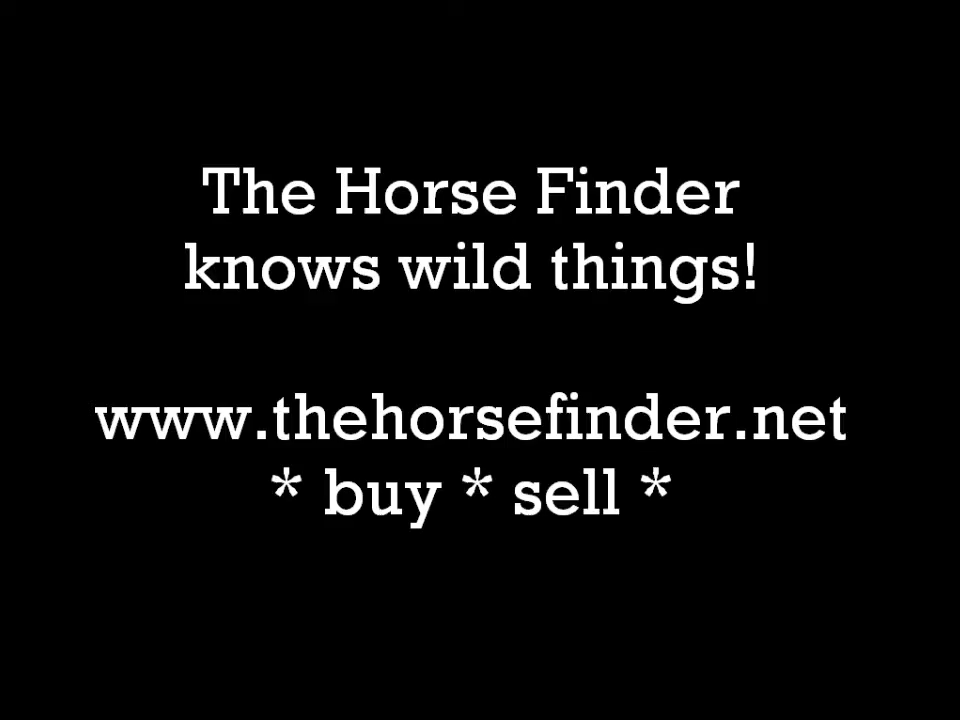 The Horse Finder
knows wild things!
www.thehorsefinder.net
* buy * sell *